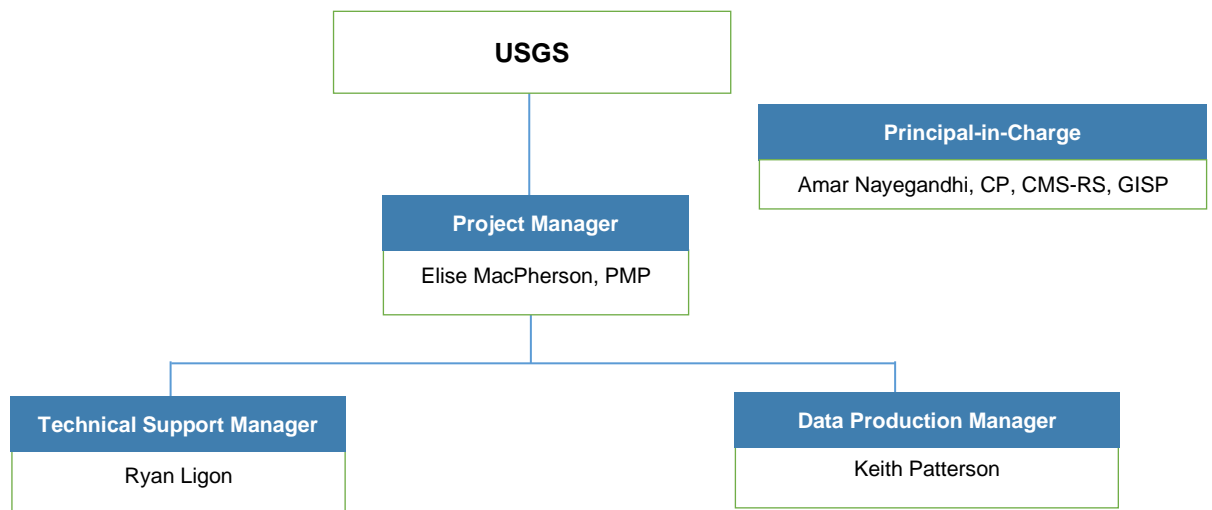 USGS
Principal-in-Charge
Amar Nayegandhi, CP, CMS-RS, GISP
Project Manager
Elise MacPherson, PMP
Technical Support Manager
Ryan Ligon
Data Production Manager
Keith Patterson